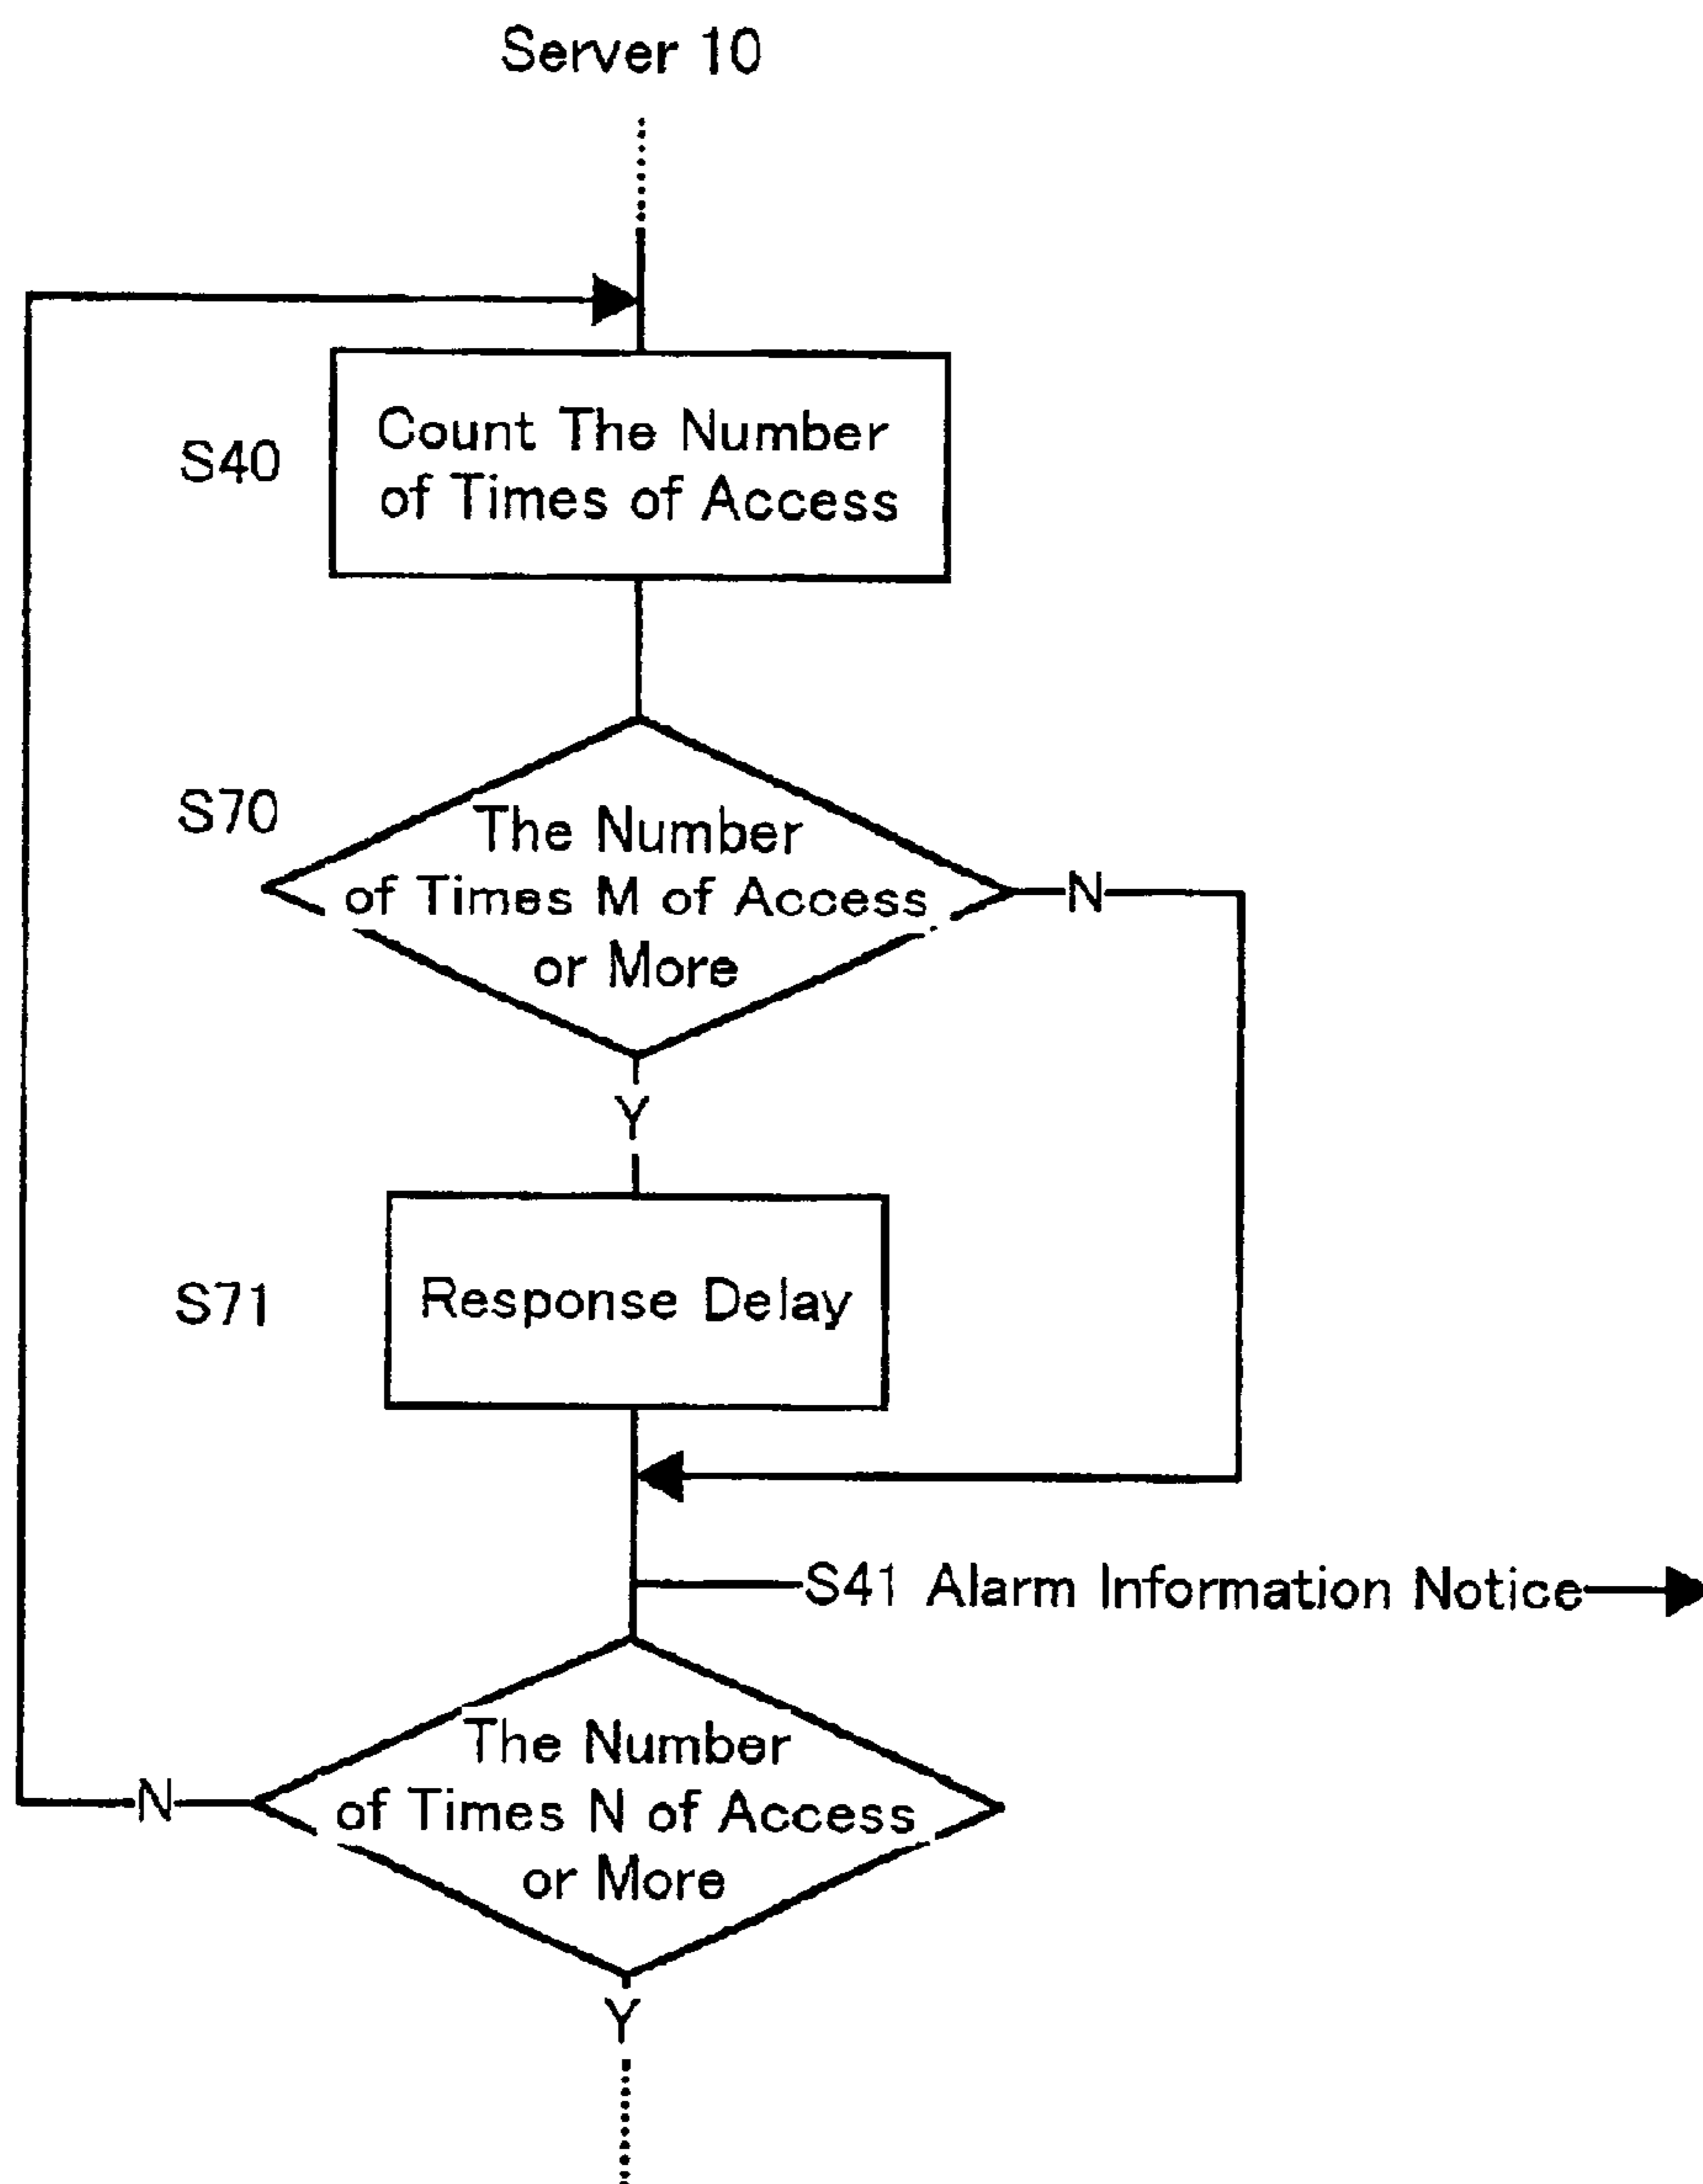 Server 10
S40
Count The Number
of Times of Access
S70
The Number
of Times M of Access
or More
N
Y
S71
Response Delay
S41 Alarm Information Notice
The Number
of Times N of Access
or More
N
Y